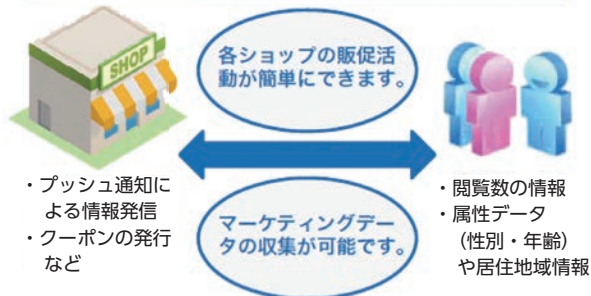 SHOP
各ショップの販促活
動が簡単にできます。
・プッシュ通知に
よる情報発信
・クーポンの発行
など
マーケティングデー
タの収集が可能です。
・閲覧数の情報
・属性データ
（性別・年齢）
や居住地域情報